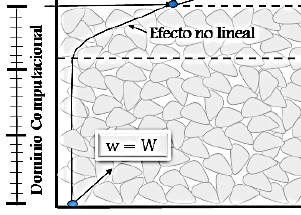 Efecto no lineal
Dominio Computacional
w = W